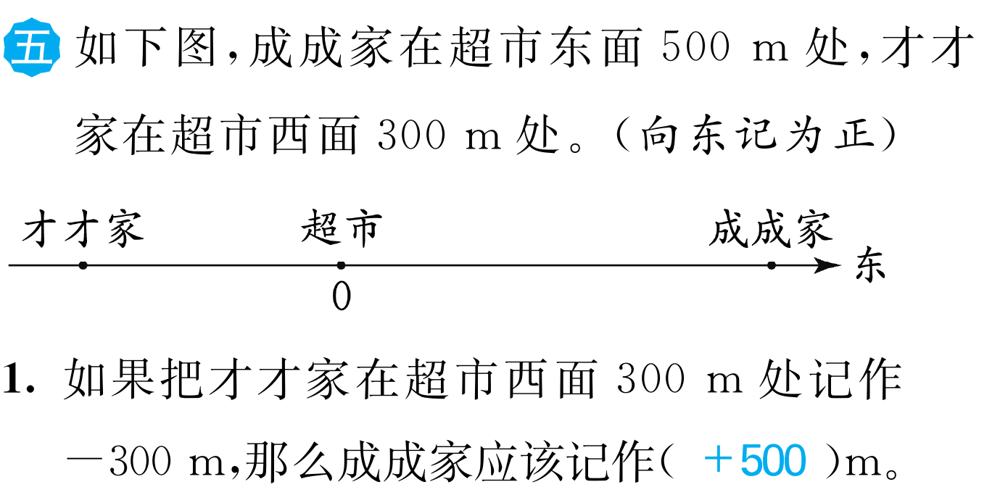 五 如下图,成成家在超市东面 500 m 处,才才
家在超市西面 300 m 处。(向东记为正)
才才家 超市 成成家
东
0
1. 如果把才才家在超市西面 300 m 处记作
－300 m,那么成成家应该记作( ＋500 )m。